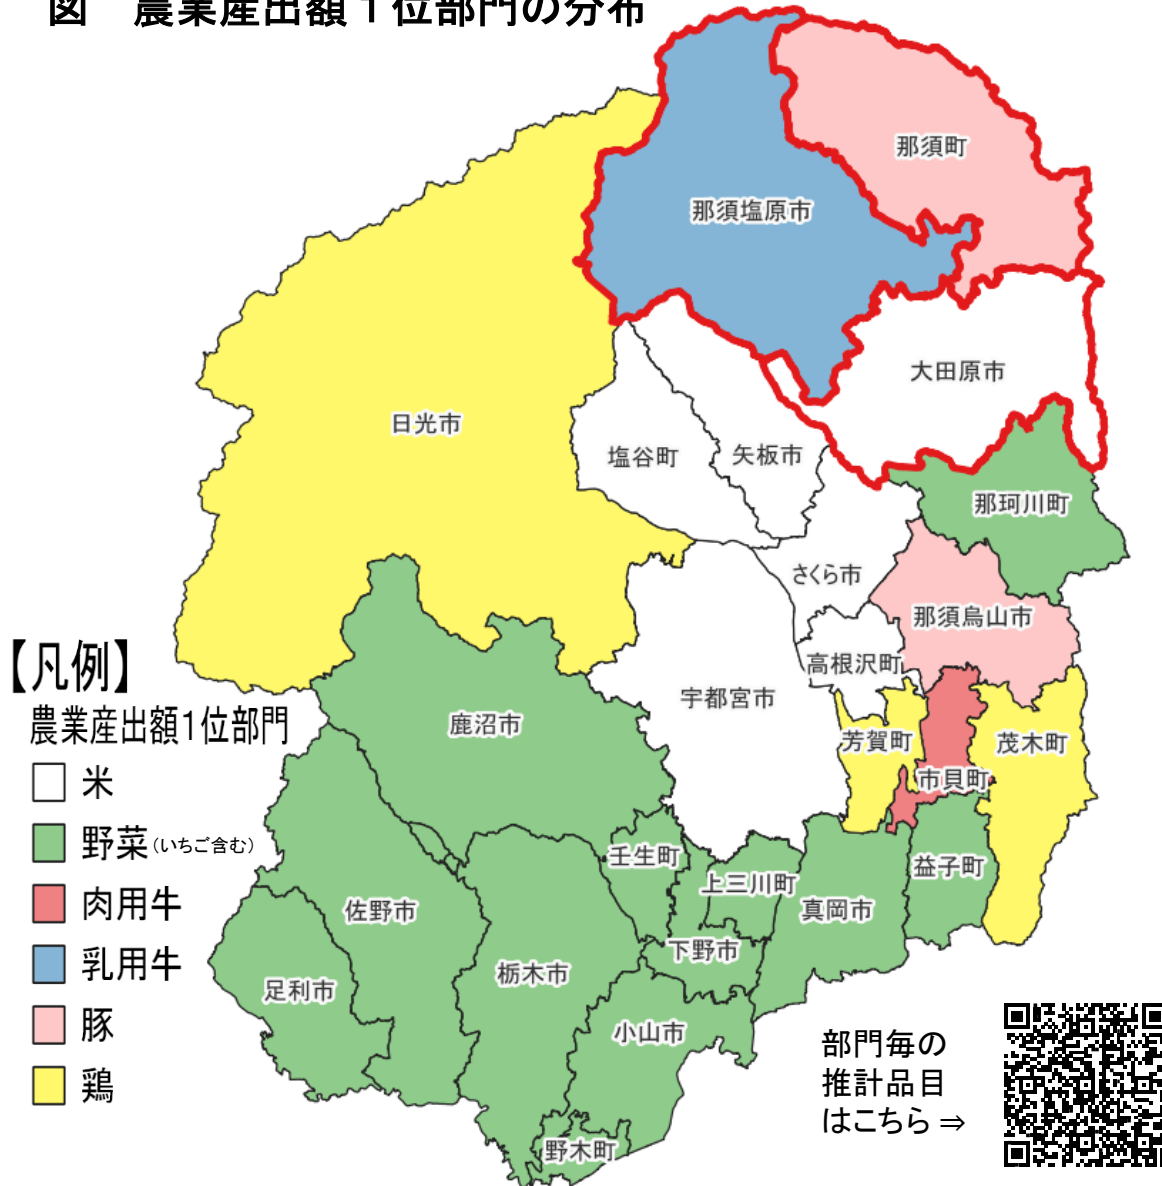 図 農業産出額1位部門の分布
那須町
那須塩原市
大田原市
日光市
塩谷町
矢板市
那珂川町
さくら市
那須烏山市
高根沢町
宇都宮市
鹿沼市
芳賀町
茂木町
市貝町
壬生町
上三川町
益子町
佐野市
真岡市
下野市
栃木市
足利市
小山市
野木町
【凡例】
農業産出額1位部門
米
野菜(いちご含む)
肉用牛
乳用牛
豚
鶏
部門毎の
推計品目
はこちら⇒